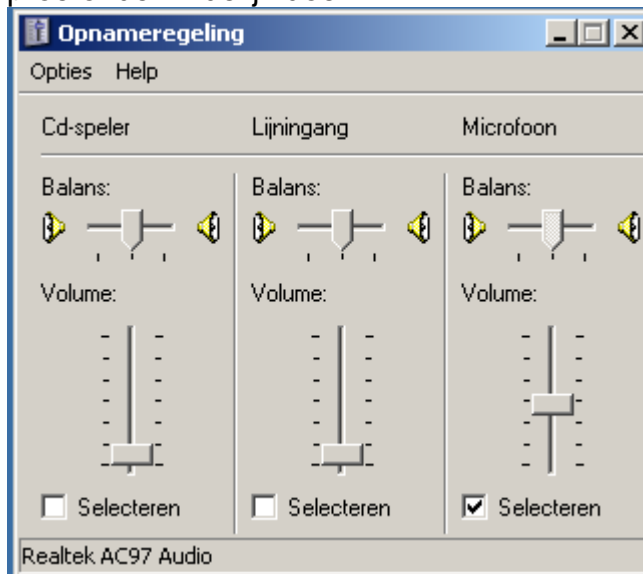 Opnameregeling
Opties Help
Cd-speler Lijningang Microfoon
Balans: Balans: Balans:
Volume: Volume: Volume:
Selecteren Selecteren Selecteren
Realtek AC97 Audio